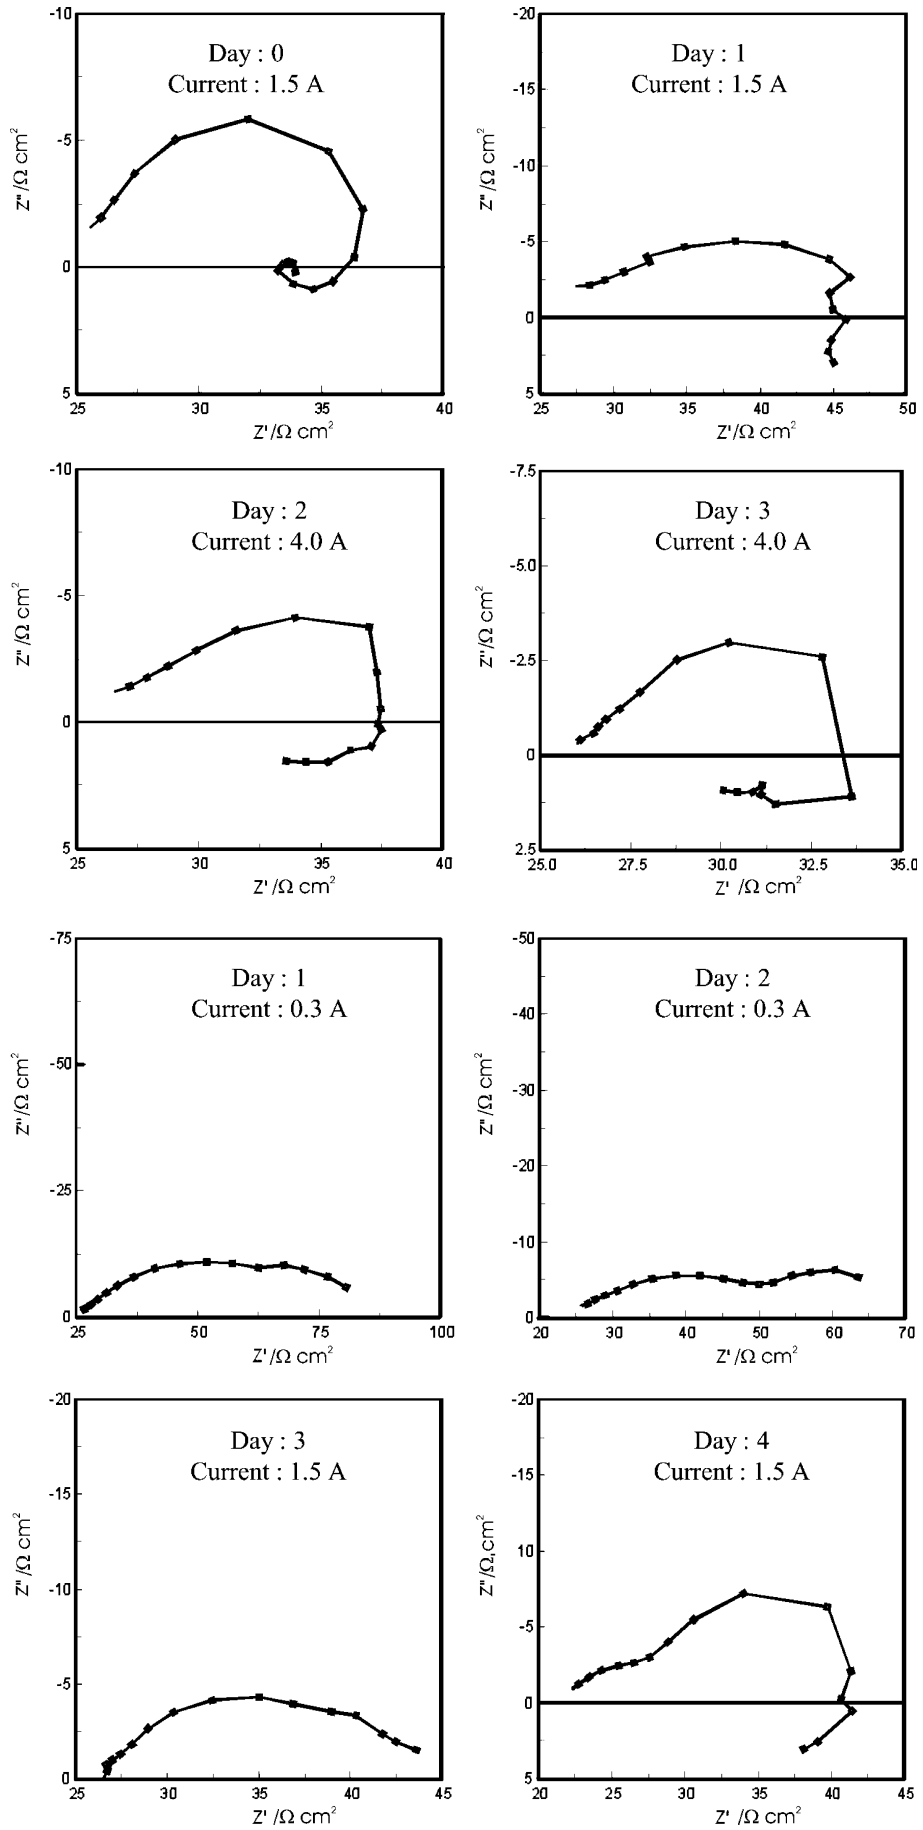 -10
Day : 0
Current : 1.5 A
-5
Z"/Ω cm²
0
5
25 30 35 40
Z'/Ω cm²
-20
Day : 1
Current : 1.5 A
-15
-10
Z"/Ω cm²
-5
0
5
25 30 35 40 45 50
Z'/Ω cm²
-10
Day : 2
Current : 4.0 A
-5
Z"/Ω cm²
0
5
25 30 35 40
Z'/Ω cm²
-7.5
Day : 3
Current : 4.0 A
-5.0
Z"/Ω cm²
-2.5
0
2.5
25.0 27.5 30.0 32.5 35.0
Z' /Ω cm²
-75
Day : 1
Current : 0.3 A
-50
Z"/Ω cm²
-25
0
25 50 75 100
Z'/Ω cm²
-50
Day : 2
Current : 0.3 A
-40
-30
Z"/Ω cm²
-20
-10
0
20 30 40 50 60 70
Z'/Ω cm²
-20
Day : 3
Current : 1.5 A
-15
-10
Z"/Ω cm²
-5
0
25 30 35 40 45
Z'/Ω cm²
-20
Day : 4
Current : 1.5 A
-15
10
Z"/Ω,cm²
-5
0
5
20 25 30 35 40 45
Z'/Ω cm²